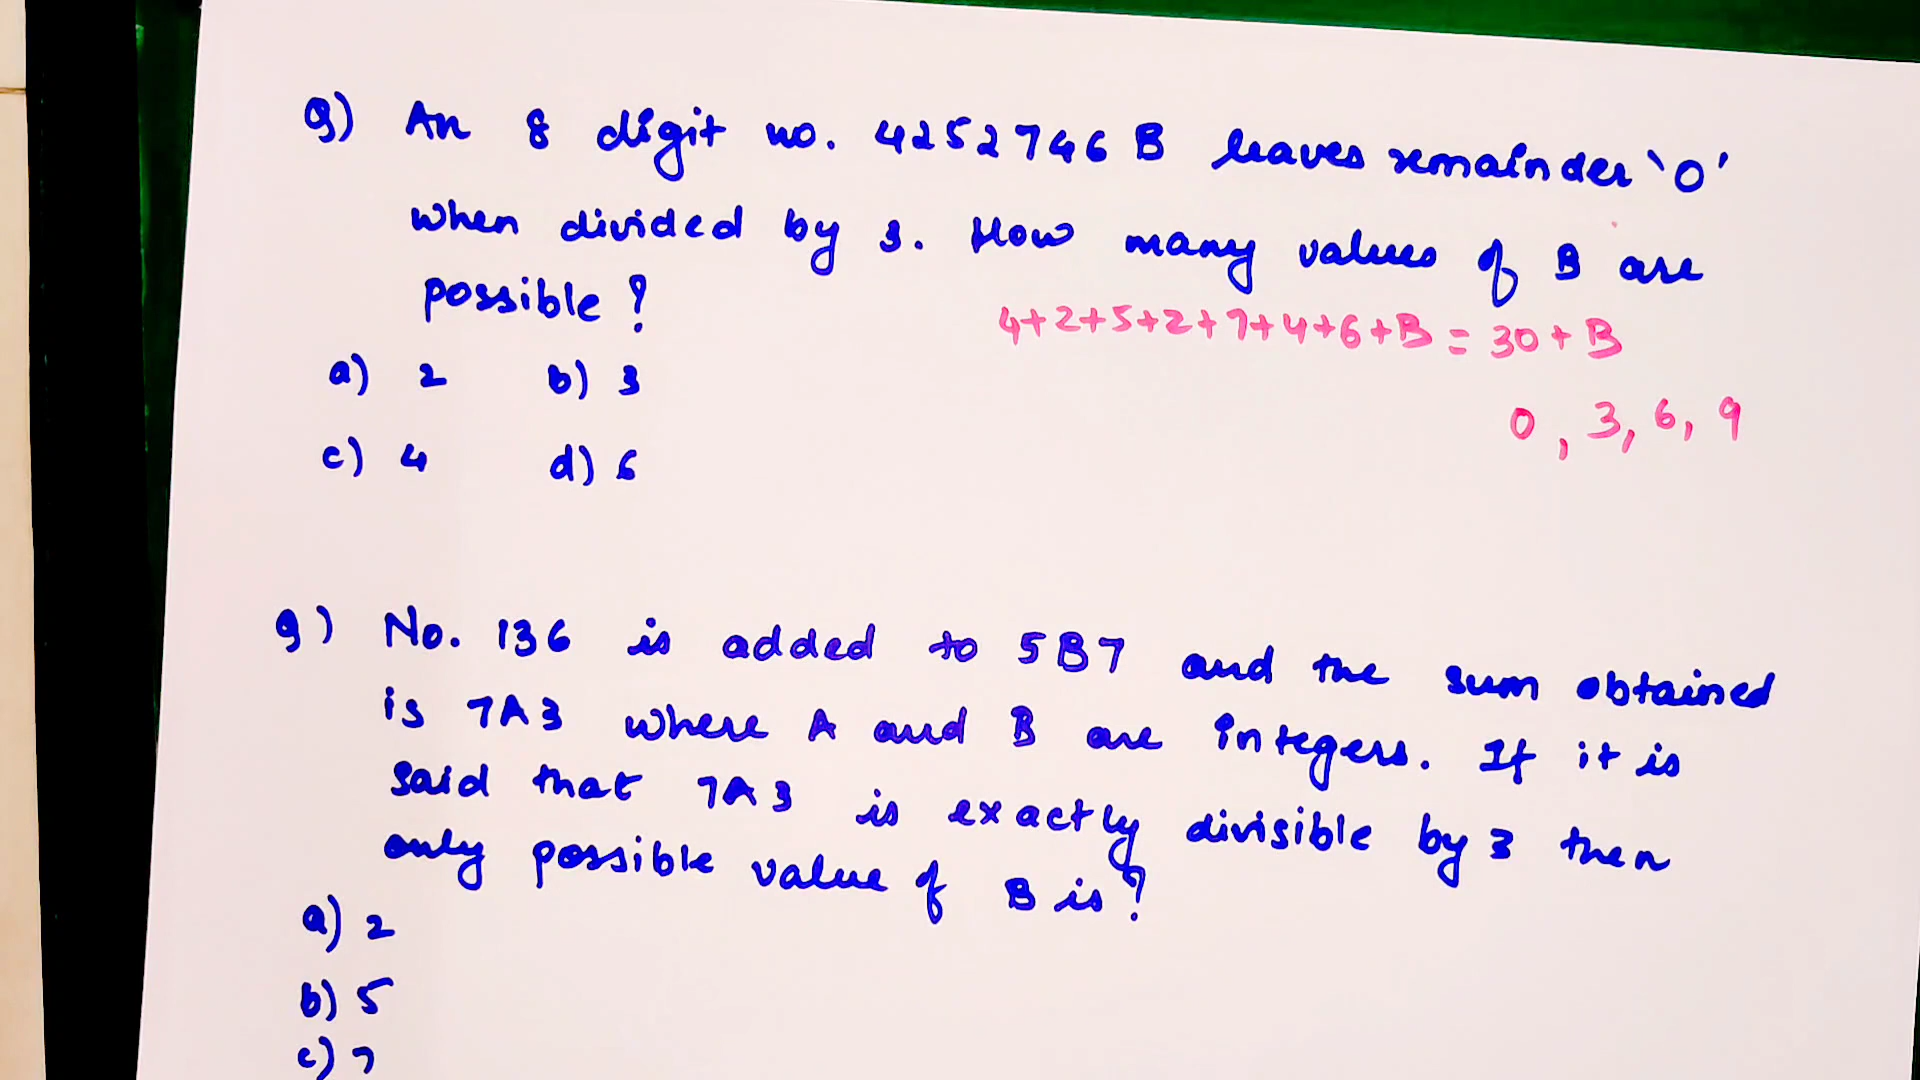 Q) An 8 digit no. 4252746B leaves remainder '0'
when divided by 3. How many values of B are
possible?
4+2+5+2+7+4+6+B = 30+B
a) 2 b) 3
0, 3, 6, 9
c) 4 d) 6
Q) No. 136 is added to 5B7 and the sum obtained
is 7A3 where A and B are integers. If it is
said that 7A3 is exactly divisible by 3 then
only possible value of B is?
a) 2
b) 5
c) 7